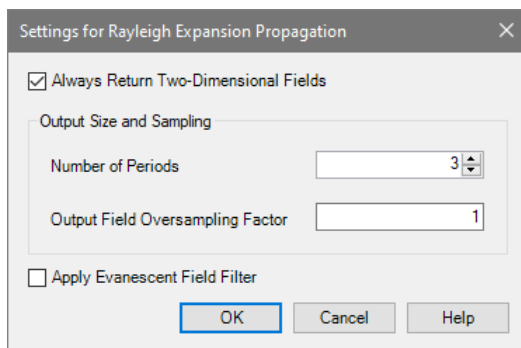 Settings for Rayleigh Expansion Propagation
Always Return Two-Dimensional Fields
Output Size and Sampling
Number of Periods 3
Output Field Oversampling Factor 1
Apply Evanescent Field Filter
OK Cancel Help